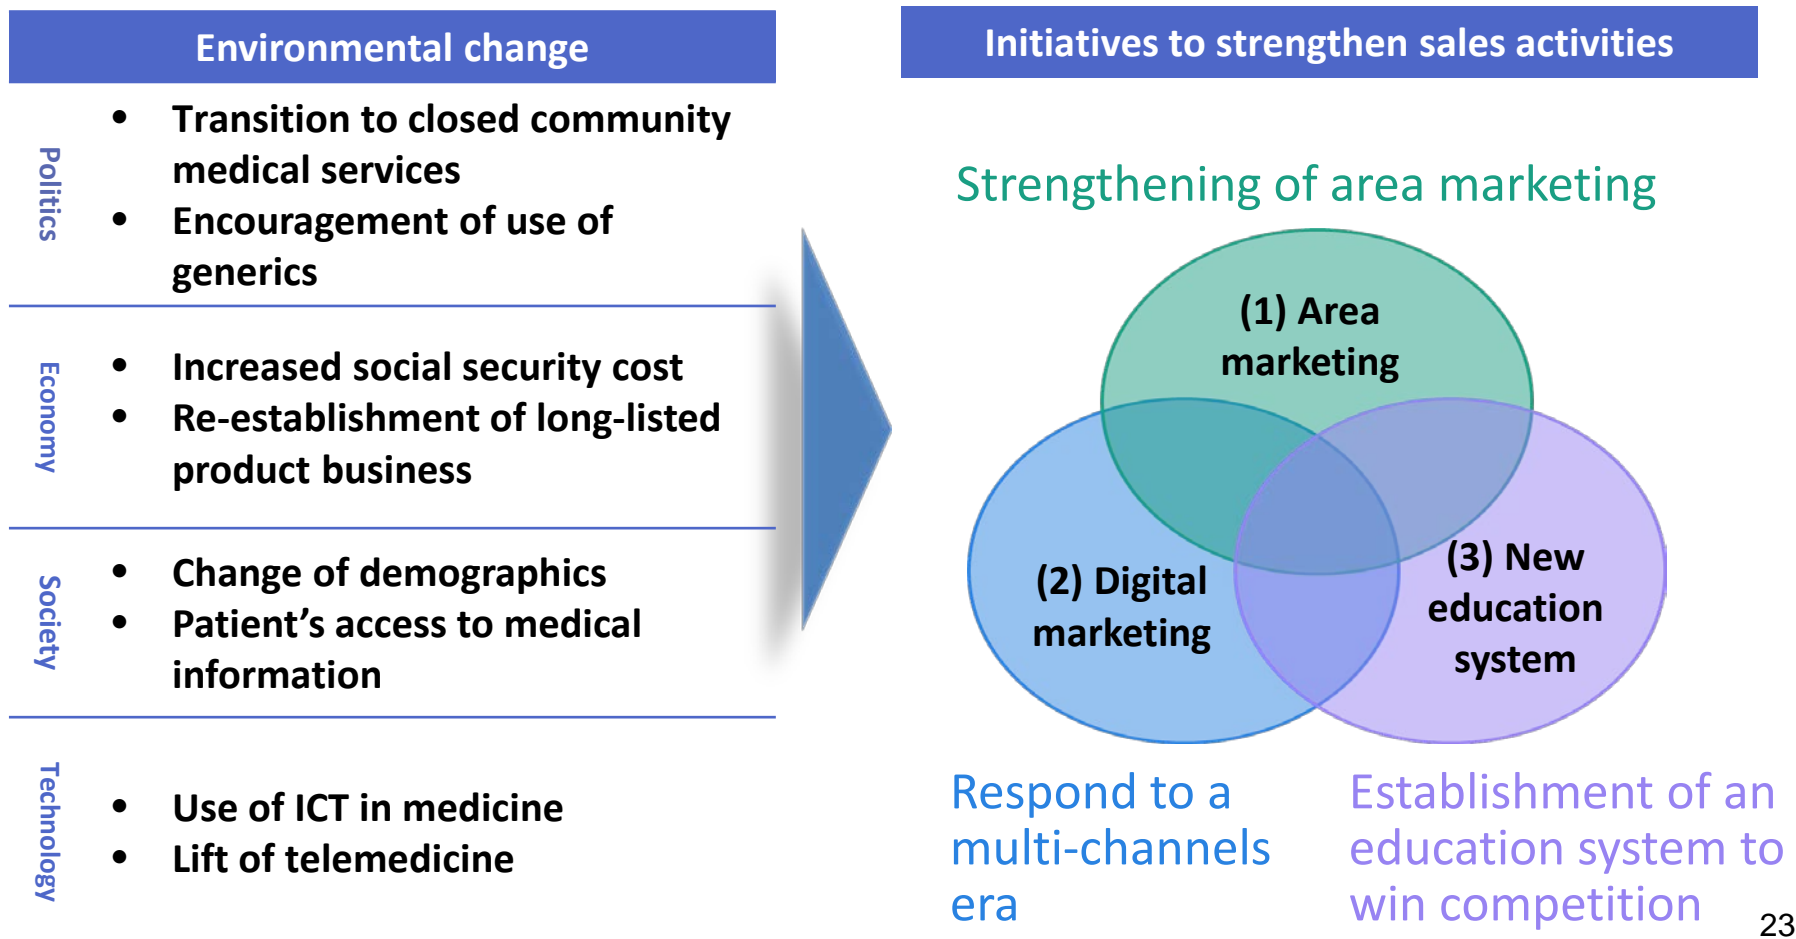 Environmental change
Politics
• Transition to closed community
medical services
• Encouragement of use of
generics
Economy
• Increased social security cost
• Re-establishment of long-listed
product business
Society
• Change of demographics
• Patient’s access to medical
information
Technology
• Use of ICT in medicine
• Lift of telemedicine
Initiatives to strengthen sales activities
Strengthening of area marketing
(1) Area
marketing
(2) Digital
marketing
(3) New
education
system
Respond to a
multi-channels
era
Establishment of an
education system to
win competition
23